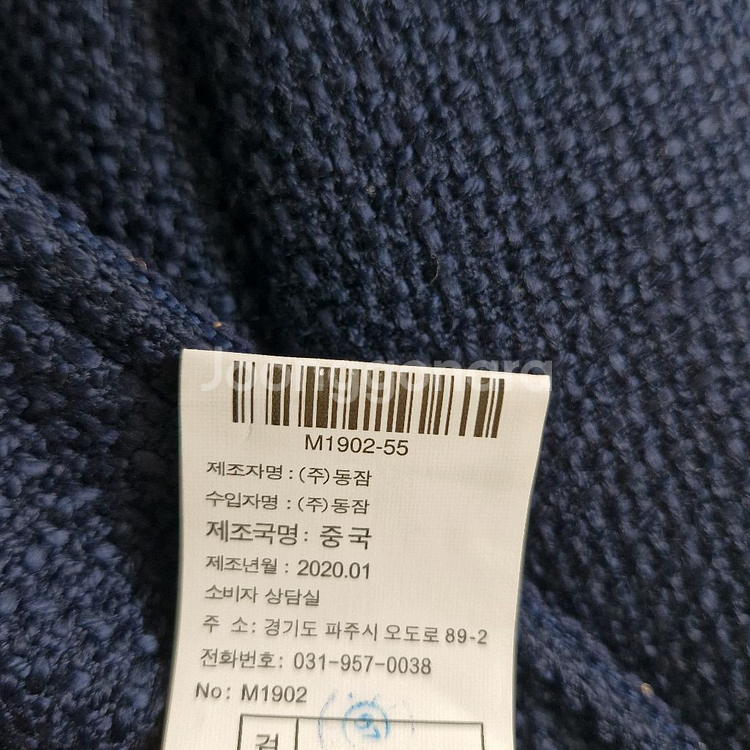 Joonggonara
M1902-55
제조자명 : (주)동잠
수입자명 : (주)동잠
제조국명: 중국
제조년월 : 2020.01
소비자 상담실
주 소: 경기도 파주시 오도로 89-2
전화번호: 031-957-0038
No: M1902
검